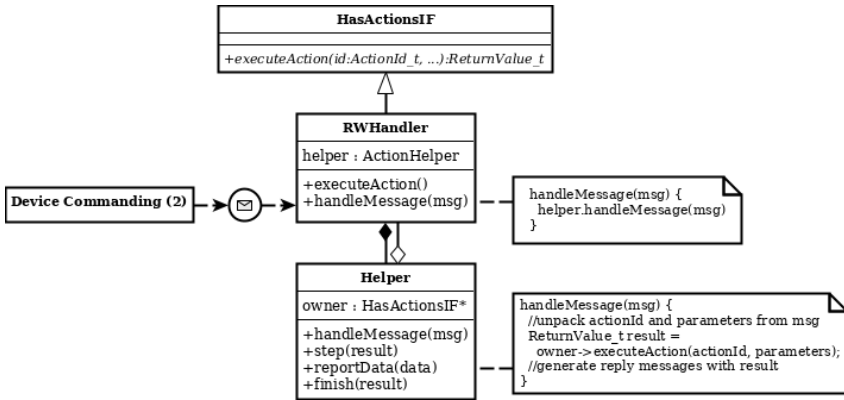 HasActionsIF
+executeAction(id:ActionId_t, ...):ReturnValue_t
RWHandler
helper : ActionHelper
+executeAction()
+handleMessage(msg)
Device Commanding (2)
handleMessage(msg) {
helper.handleMessage(msg)
}
Helper
owner : HasActionsIF*
+handleMessage(msg)
+step(result)
+reportData(data)
+finish(result)
handleMessage(msg) {
//unpack actionId and parameters from msg
ReturnValue_t result =
owner->executeAction(actionId, parameters);
//generate reply messages with result
}